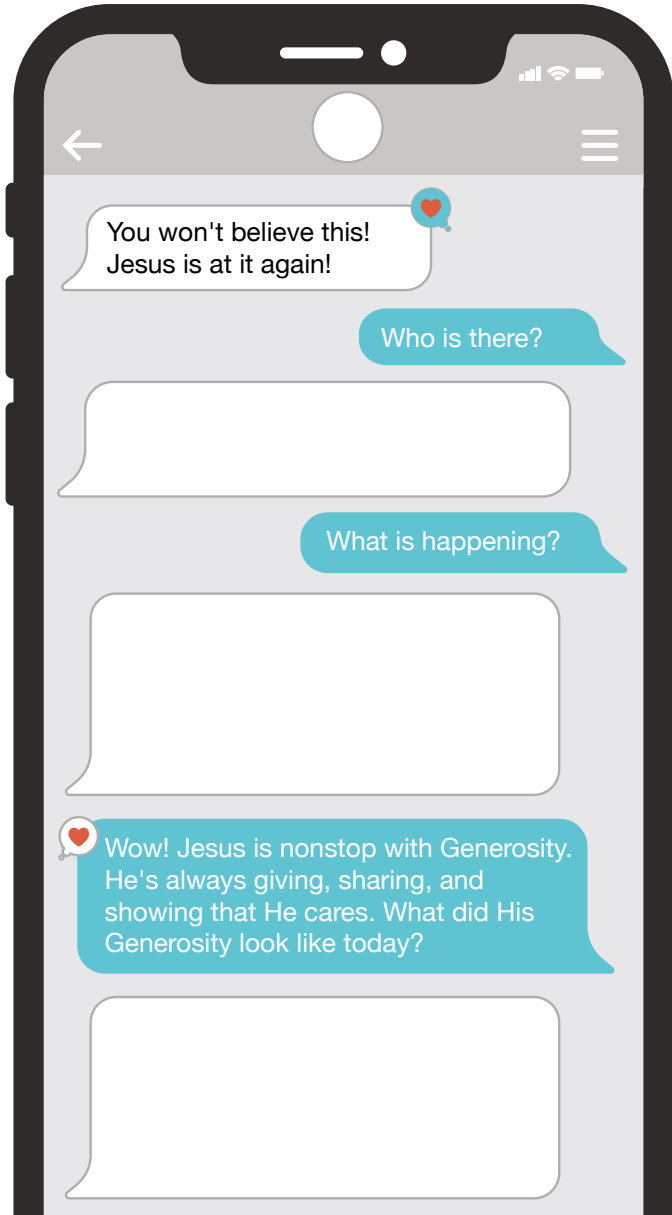 You won't believe this!
Jesus is at it again!
Who is there?
What is happening?
Wow! Jesus is nonstop with Generosity.
He's always giving, sharing, and
showing that He cares. What did His
Generosity look like today?